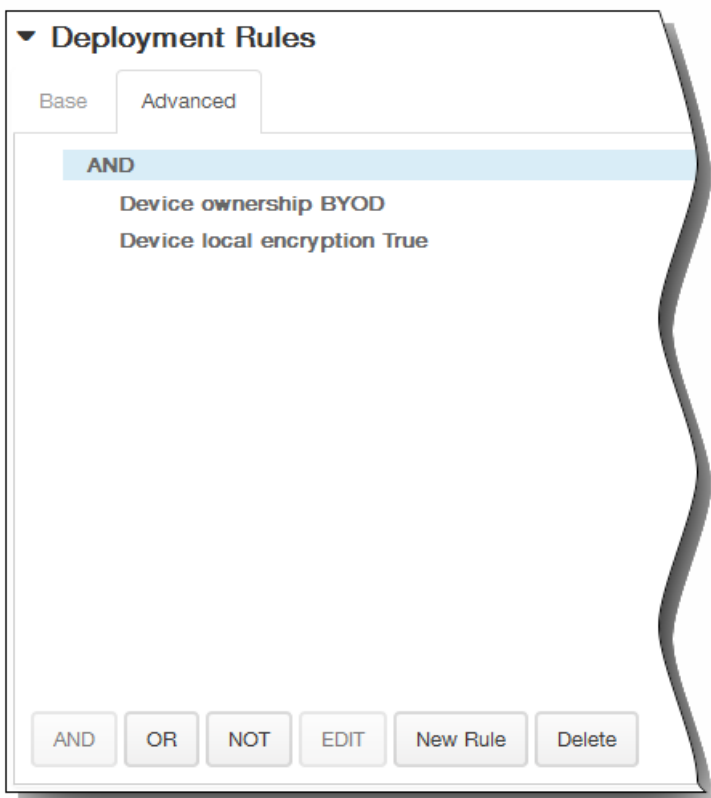 Deployment Rules
Base Advanced
AND
Device ownership BYOD
Device local encryption True
AND OR NOT EDIT New Rule Delete